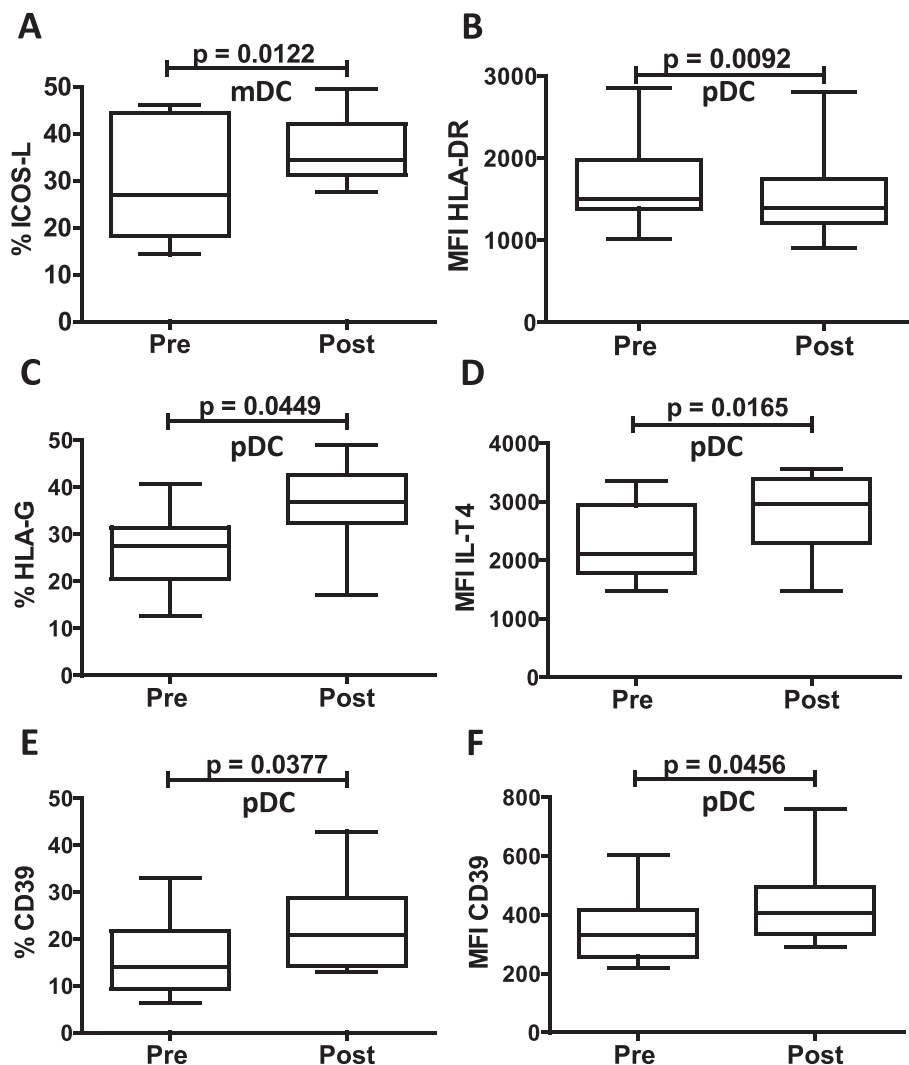 A
p = 0.0122
mDC
% ICOS-L
50
40
30
20
10
0
Pre Post
B
p = 0.0092
pDC
MFI HLA-DR
3000
2000
1000
0
Pre Post
C
p = 0.0449
pDC
% HLA-G
50
40
30
20
10
0
Pre Post
D
p = 0.0165
pDC
MFI IL-T4
4000
3000
2000
1000
0
Pre Post
E
p = 0.0377
pDC
% CD39
50
40
30
20
10
0
Pre Post
F
p = 0.0456
pDC
MFI CD39
800
600
400
200
0
Pre Post